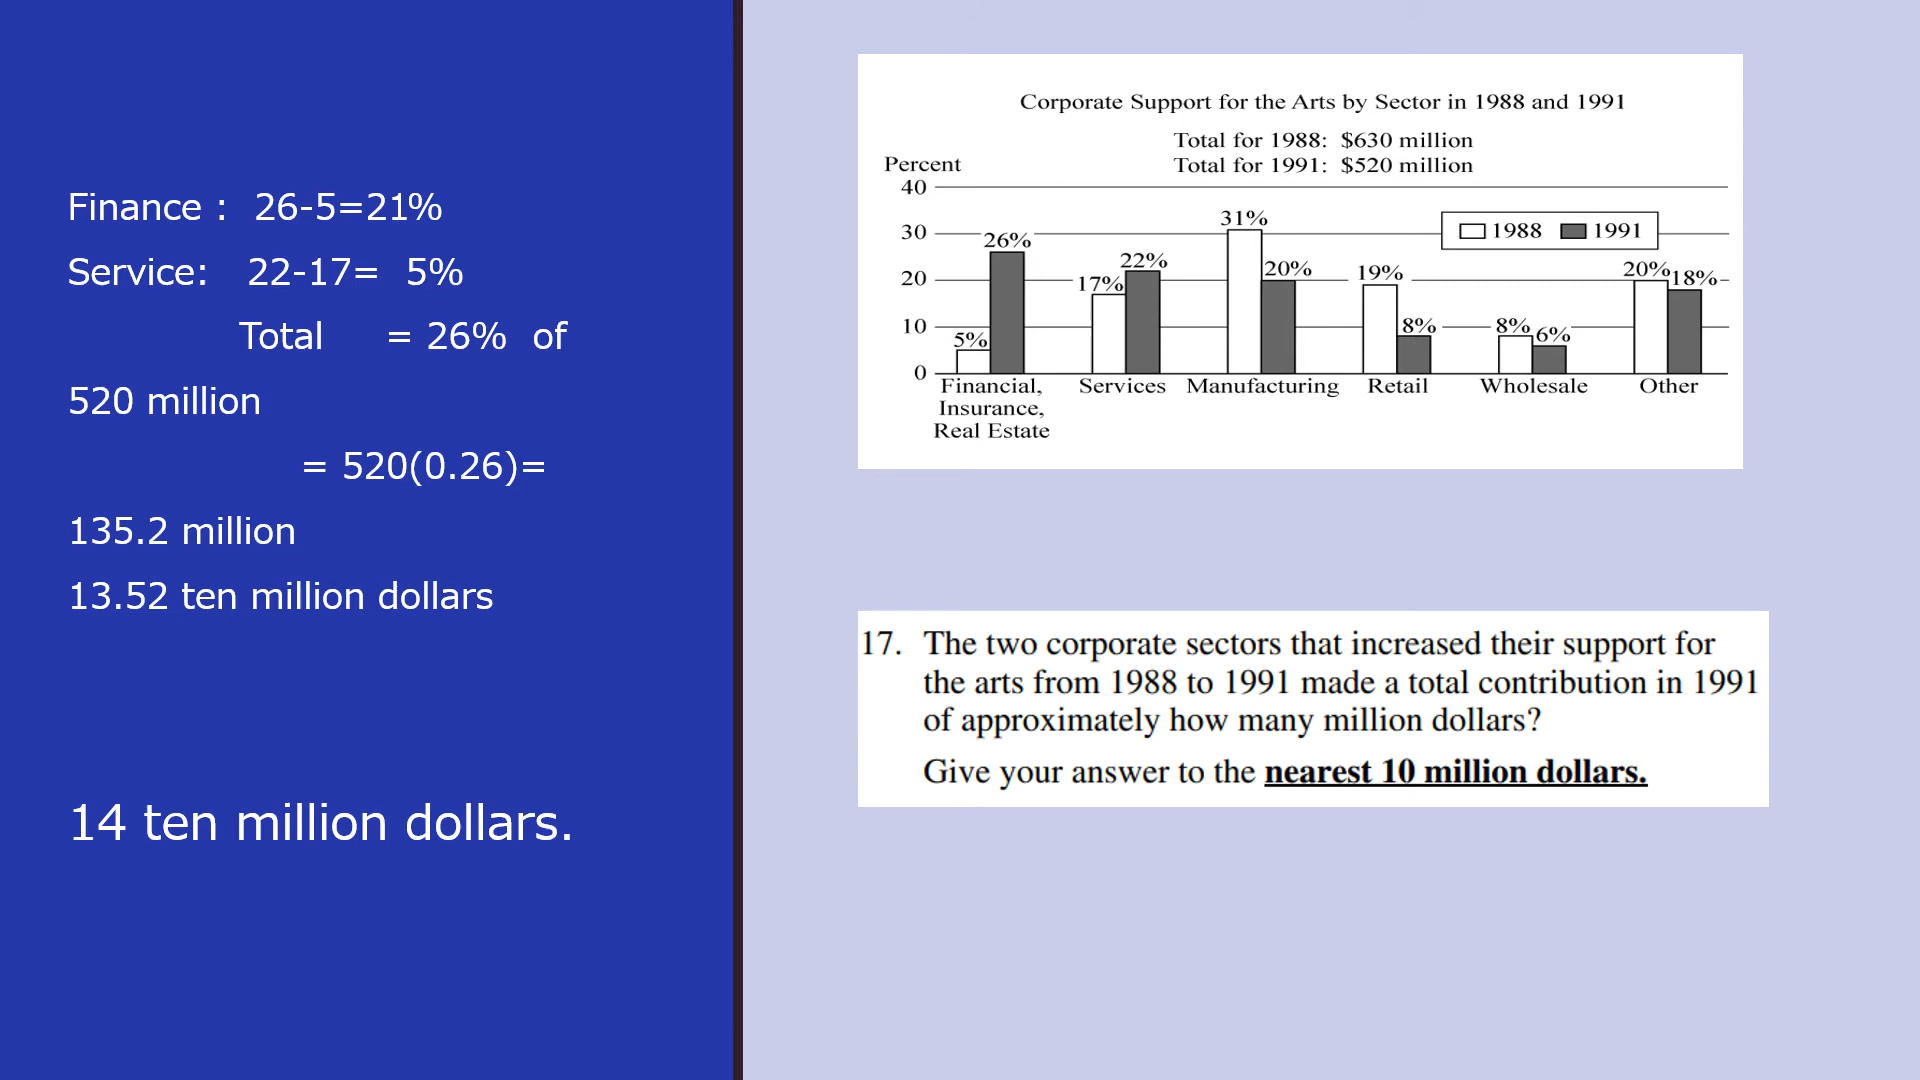 Finance :  26-5=21%
Service:   22-17=  5%
Total     = 26%  of
520 million
= 520(0.26)=
135.2 million
13.52 ten million dollars
14 ten million dollars.
Corporate Support for the Arts by Sector in 1988 and 1991
Total for 1988:  $630 million
Total for 1991:  $520 million
Percent
40
30
20
10
0
1988 1991
5% 26%
17% 22%
31% 20%
19% 8%
8% 6%
20% 18%
Financial,
Insurance,
Real Estate
Services
Manufacturing
Retail
Wholesale
Other
17. The two corporate sectors that increased their support for
the arts from 1988 to 1991 made a total contribution in 1991
of approximately how many million dollars?
Give your answer to the nearest 10 million dollars.